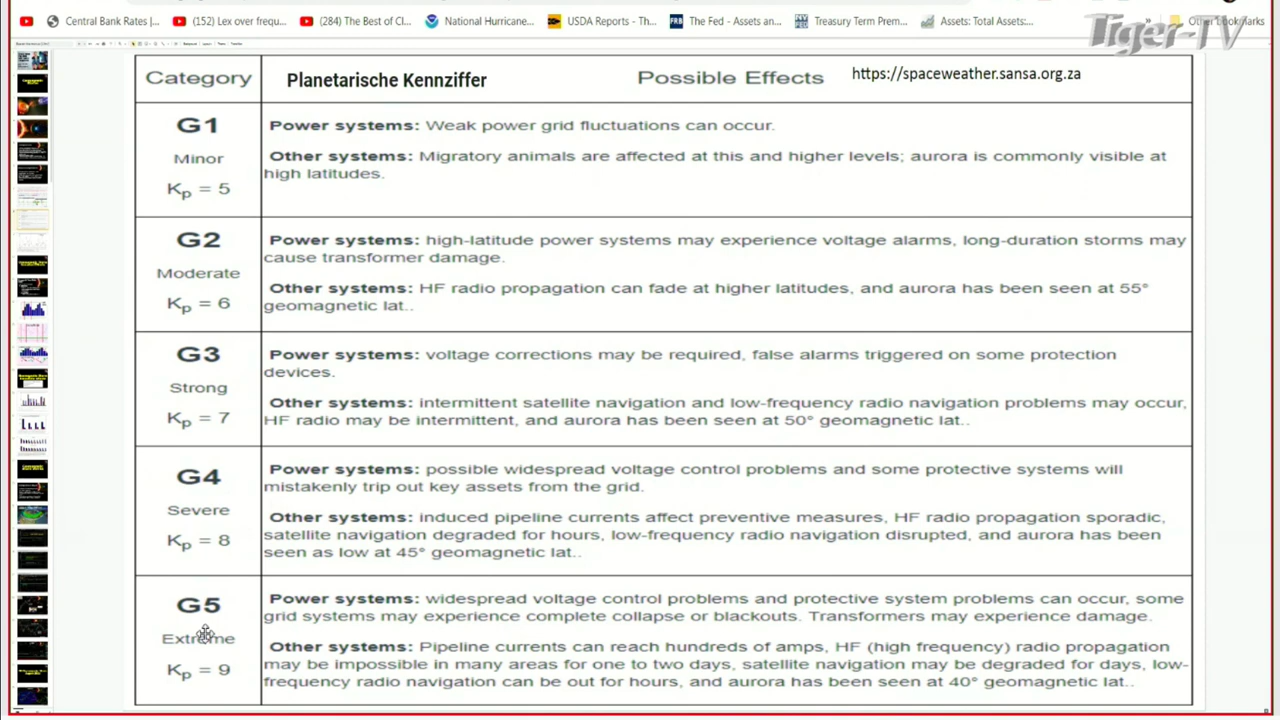 Central Bank Rates |...
(152) Lex over frequ...
(284) The Best of Cl...
National Hurricane...
USDA Reports - Th...
The Fed - Assets an...
Treasury Term Prem...
Assets: Total Assets:...
»
Other bookmarks
Tiger-TV
Category
Planetarische Kennziffer
Possible Effects
https://spaceweather.sansa.org.za
G1
Minor
Kp = 5
Power systems: Weak power grid fluctuations can occur.
Other systems: Migratory animals are affected at this and higher levels; aurora is commonly visible at
high latitudes.
G2
Moderate
Kp = 6
Power systems: high-latitude power systems may experience voltage alarms, long-duration storms may
cause transformer damage.
Other systems: HF radio propagation can fade at higher latitudes, and aurora has been seen at 55°
geomagnetic lat..
G3
Strong
Kp = 7
Power systems: voltage corrections may be required, false alarms triggered on some protection
devices.
Other systems: intermittent satellite navigation and low-frequency radio navigation problems may occur,
HF radio may be intermittent, and aurora has been seen at 50° geomagnetic lat..
G4
Severe
Kp = 8
Power systems: possible widespread voltage control problems and some protective systems will
mistakenly trip out key assets from the grid.
Other systems: induced pipeline currents affect preventive measures, HF radio propagation sporadic,
satellite navigation degraded for hours, low-frequency radio navigation disrupted, and aurora has been
seen as low at 45° geomagnetic lat..
G5
Extreme
Kp = 9
Power systems: widespread voltage control problems and protective system problems can occur, some
grid systems may experience complete collapse or blackouts. Transformers may experience damage.
Other systems: Pipeline currents can reach hundreds of amps, HF (high frequency) radio propagation
may be impossible in many areas for one to two days, satellite navigation may be degraded for days, low-
frequency radio navigation can be out for hours, and aurora has been seen at 40° geomagnetic lat..